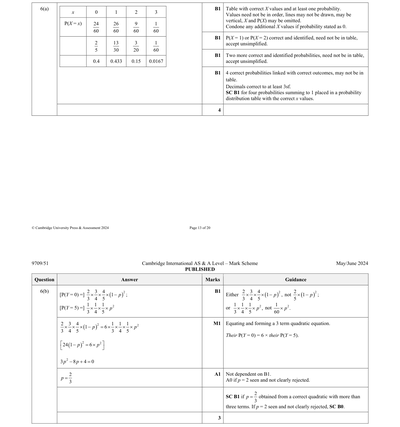 6(a)
x 0 1 2 3
B1 Table with correct X values and at least one probability.
Values need not be in order, lines may not be drawn, may be
vertical, X and P(X) may be omitted.
Condone any additional X values if probability stated as 0.
P(X = x) 24/60 26/60 9/60 1/60
2/5 13/30 3/20 1/60
0.4 0.433 0.15 0.0167
B1 P(X = 1) or P(X = 2) correct and identified, need not be in table,
accept unsimplified.
B1 Two more correct and identified probabilities, need not be in table,
accept unsimplified.
B1 4 correct probabilities linked with correct outcomes, may not be in
table.
Decimals correct to at least 3sf.
SC B1 for four probabilities summing to 1 placed in a probability
distribution table with the correct x values.
4
© Cambridge University Press & Assessment 2024 Page 15 of 20
9709/51 Cambridge International AS & A Level – Mark Scheme May/June 2024
PUBLISHED
Question Answer Marks Guidance
6(b)
[P(Y = 0) =] 2/3 × 3/4 × 4/5 × (1 − p)² ;
[P(Y = 5) =] 1/3 × 1/4 × 1/5 × p²
B1 Either 2/3 × 3/4 × 4/5 × (1 − p)², not 2/5 × (1 − p)² ;
or 1/3 × 1/4 × 1/5 × p², not 1/60 × p².
2/3 × 3/4 × 4/5 × (1 − p)² = 6 × 1/3 × 1/4 × 1/5 × p²
[24(1 − p)² = 6 × p²]
3p² − 8p + 4 = 0
M1 Equating and forming a 3 term quadratic equation.
Their P(Y = 0) = 6 × their P(Y = 5).
p = 2/3
A1 Not dependent on B1.
A0 if p = 2 seen and not clearly rejected.
SC B1 if p = 2/3 obtained from a correct quadratic with more than
three terms. If p = 2 seen and not clearly rejected, SC B0.
3